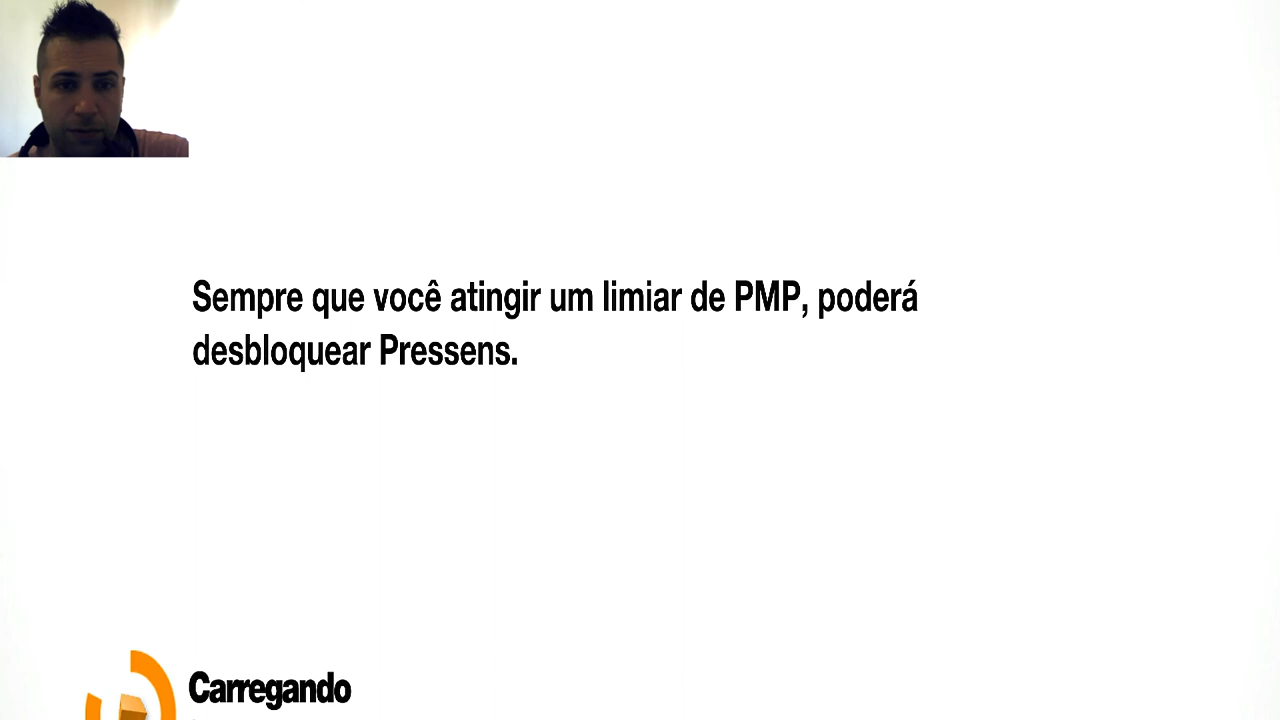 Sempre que você atingir um limiar de PMP, poderá
desbloquear Pressens.
Carregando